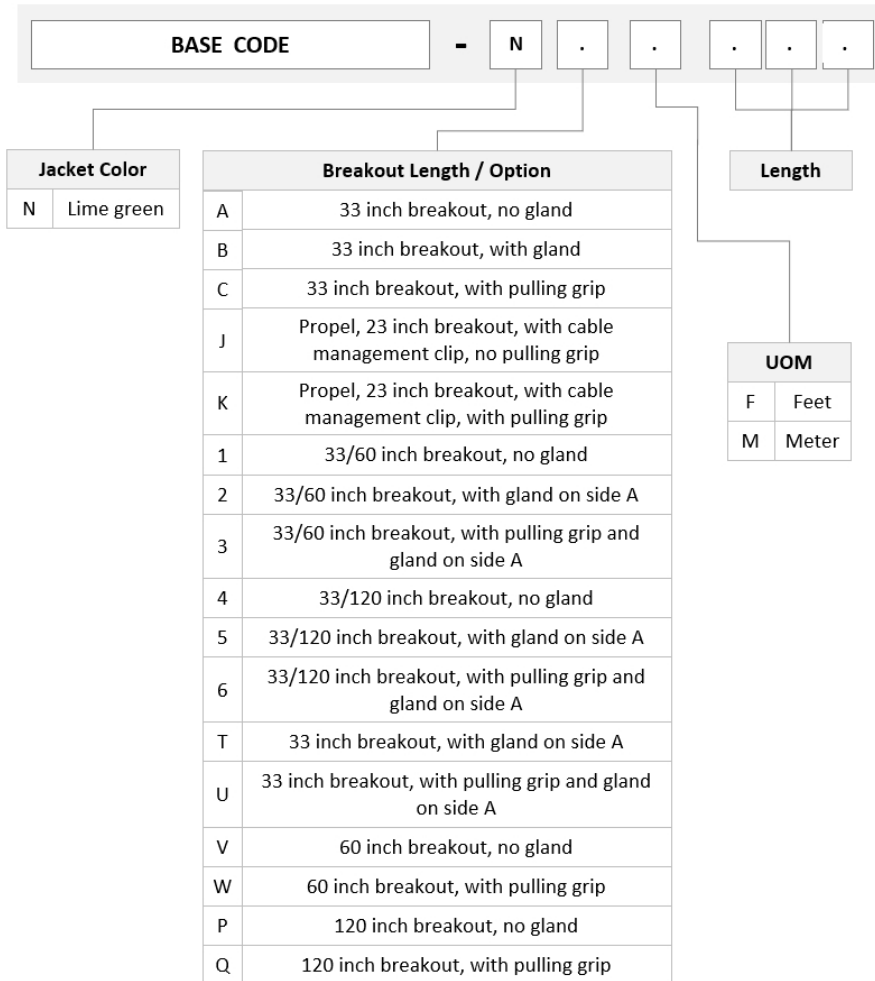 BASE CODE - N . . . . .
Jacket Color
N Lime green
Breakout Length / Option
A 33 inch breakout, no gland
B 33 inch breakout, with gland
C 33 inch breakout, with pulling grip
J Propel, 23 inch breakout, with cable
management clip, no pulling grip
K Propel, 23 inch breakout, with cable
management clip, with pulling grip
1 33/60 inch breakout, no gland
2 33/60 inch breakout, with gland on side A
3 33/60 inch breakout, with pulling grip and
gland on side A
4 33/120 inch breakout, no gland
5 33/120 inch breakout, with gland on side A
6 33/120 inch breakout, with pulling grip and
gland on side A
T 33 inch breakout, with gland on side A
U 33 inch breakout, with pulling grip and gland
on side A
V 60 inch breakout, no gland
W 60 inch breakout, with pulling grip
P 120 inch breakout, no gland
Q 120 inch breakout, with pulling grip
Length
UOM
F Feet
M Meter